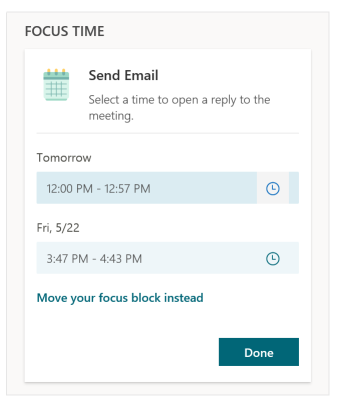 FOCUS TIME
Send Email
Select a time to open a reply to the
meeting.
Tomorrow
12:00 PM - 12:57 PM
Fri, 5/22
3:47 PM - 4:43 PM
Move your focus block instead
Done